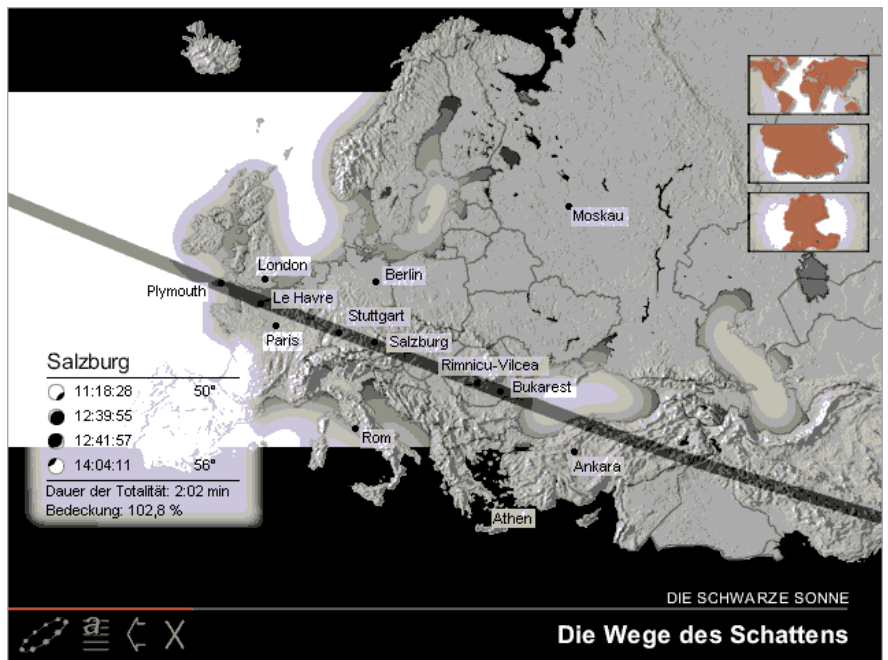 Moskau
London
Berlin
Plymouth
Le Havre
Stuttgart
Paris
Salzburg
Rimnicu-Vilcea
Bukarest
Rom
Ankara
Athen
Salzburg
11:18:28 50°
12:39:55
12:41:57
14:04:11 56°
Dauer der Totalität: 2:02 min
Bedeckung: 102,8 %
DIE SCHWARZE SONNE
a
Die Wege des Schattens